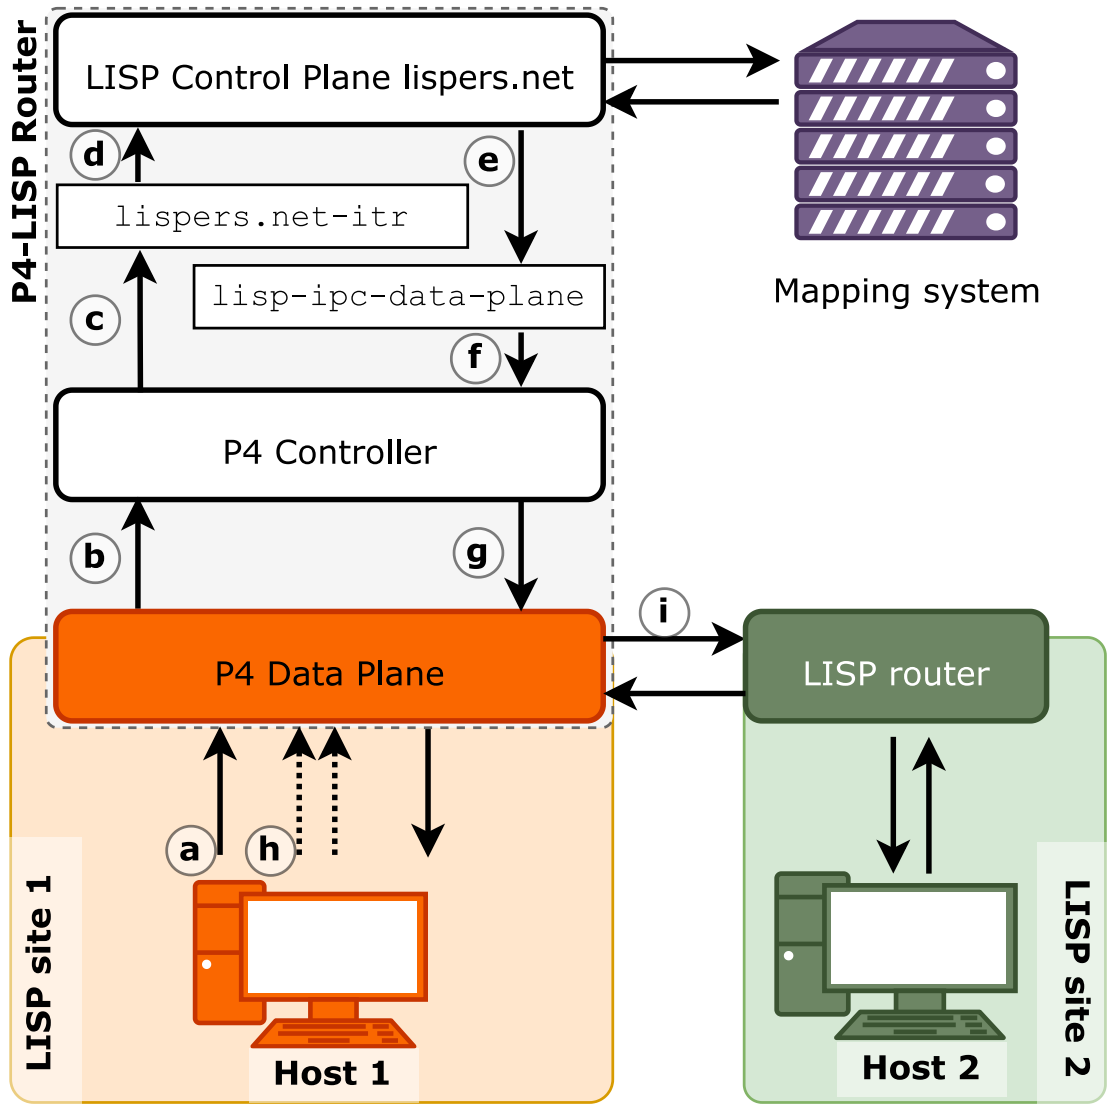 P4-LISP Router
LISP Control Plane lispers.net
d
e
lispers.net-itr
lisp-ipc-data-plane
Mapping system
c
f
P4 Controller
b
g
i
P4 Data Plane
LISP router
a
h
LISP site 1
LISP site 2
Host 1
Host 2